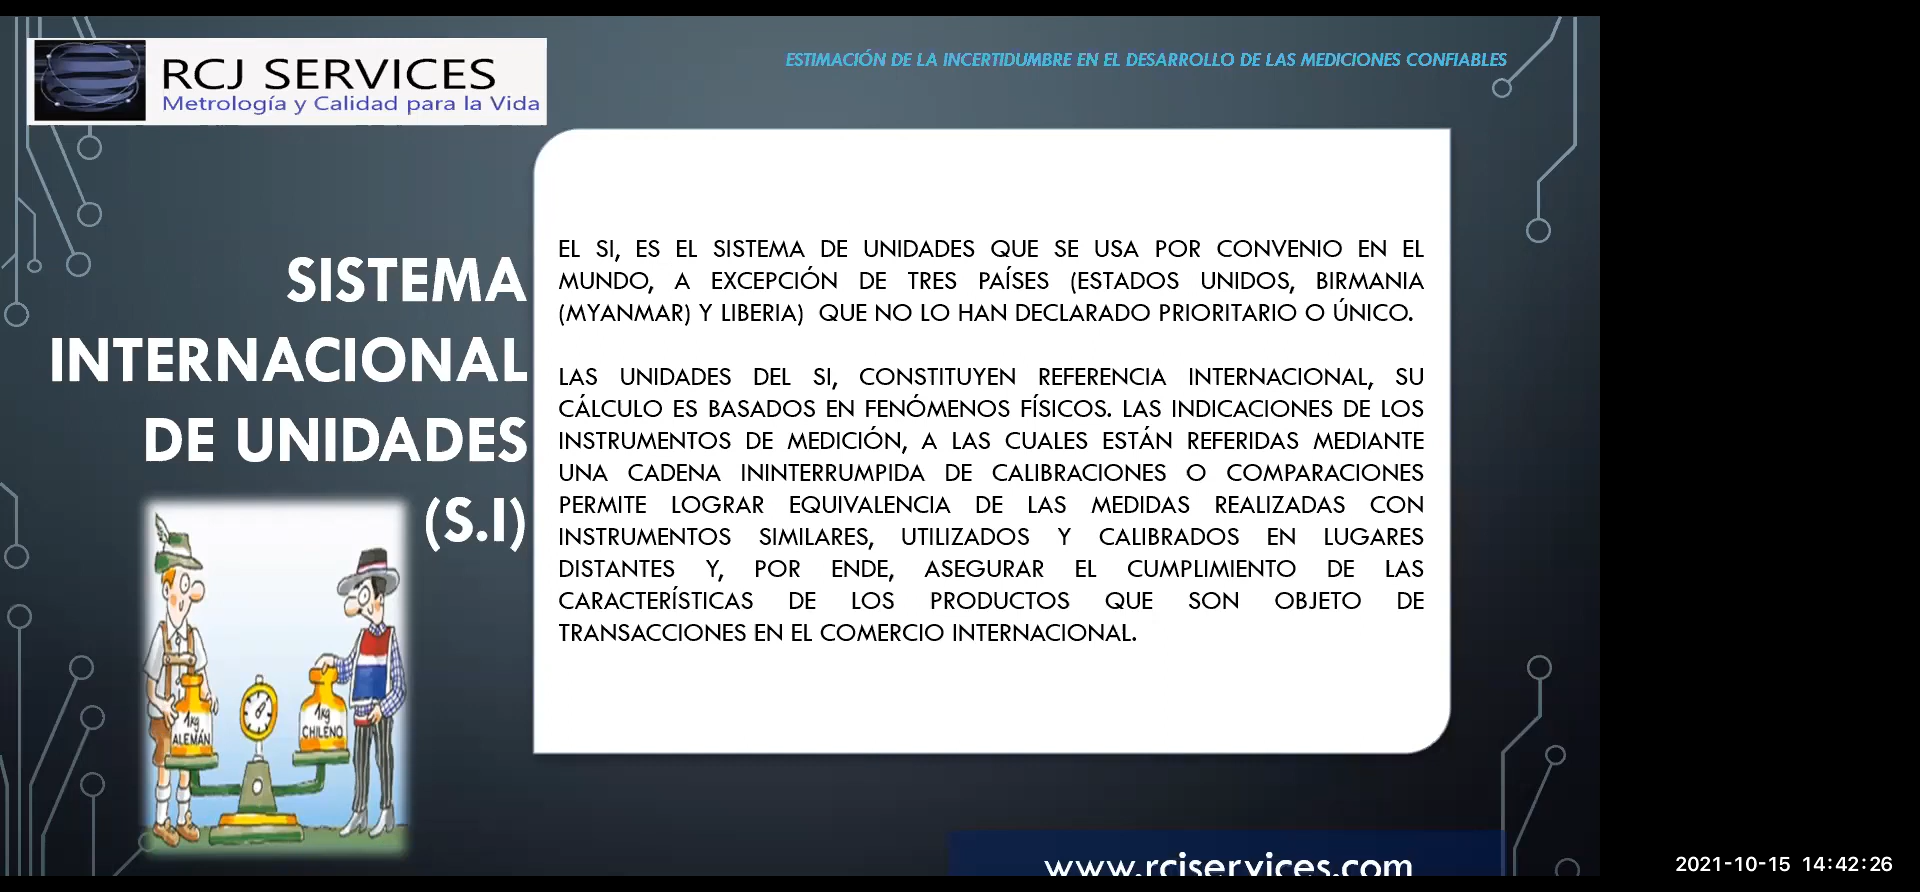 RCJ SERVICES
Metrología y Calidad para la Vida
ESTIMACIÓN DE LA INCERTIDUMBRE EN EL DESARROLLO DE LAS MEDICIONES CONFIABLES
SISTEMA
INTERNACIONAL
DE UNIDADES
(S.I)
EL SI, ES EL SISTEMA DE UNIDADES QUE SE USA POR CONVENIO EN EL
MUNDO, A EXCEPCIÓN DE TRES PAÍSES (ESTADOS UNIDOS, BIRMANIA
(MYANMAR) Y LIBERIA) QUE NO LO HAN DECLARADO PRIORITARIO O ÚNICO.
LAS UNIDADES DEL SI, CONSTITUYEN REFERENCIA INTERNACIONAL, SU
CÁLCULO ES BASADOS EN FENÓMENOS FÍSICOS. LAS INDICACIONES DE LOS
INSTRUMENTOS DE MEDICIÓN, A LAS CUALES ESTÁN REFERIDAS MEDIANTE
UNA CADENA ININTERRUMPIDA DE CALIBRACIONES O COMPARACIONES
PERMITE LOGRAR EQUIVALENCIA DE LAS MEDIDAS REALIZADAS CON
INSTRUMENTOS SIMILARES, UTILIZADOS Y CALIBRADOS EN LUGARES
DISTANTES Y, POR ENDE, ASEGURAR EL CUMPLIMIENTO DE LAS
CARACTERÍSTICAS DE LOS PRODUCTOS QUE SON OBJETO DE
TRANSACCIONES EN EL COMERCIO INTERNACIONAL.
1kg
ALEMÁN
1kg
CHILENO
www.rcjservices.com
2021-10-15 14:42:26